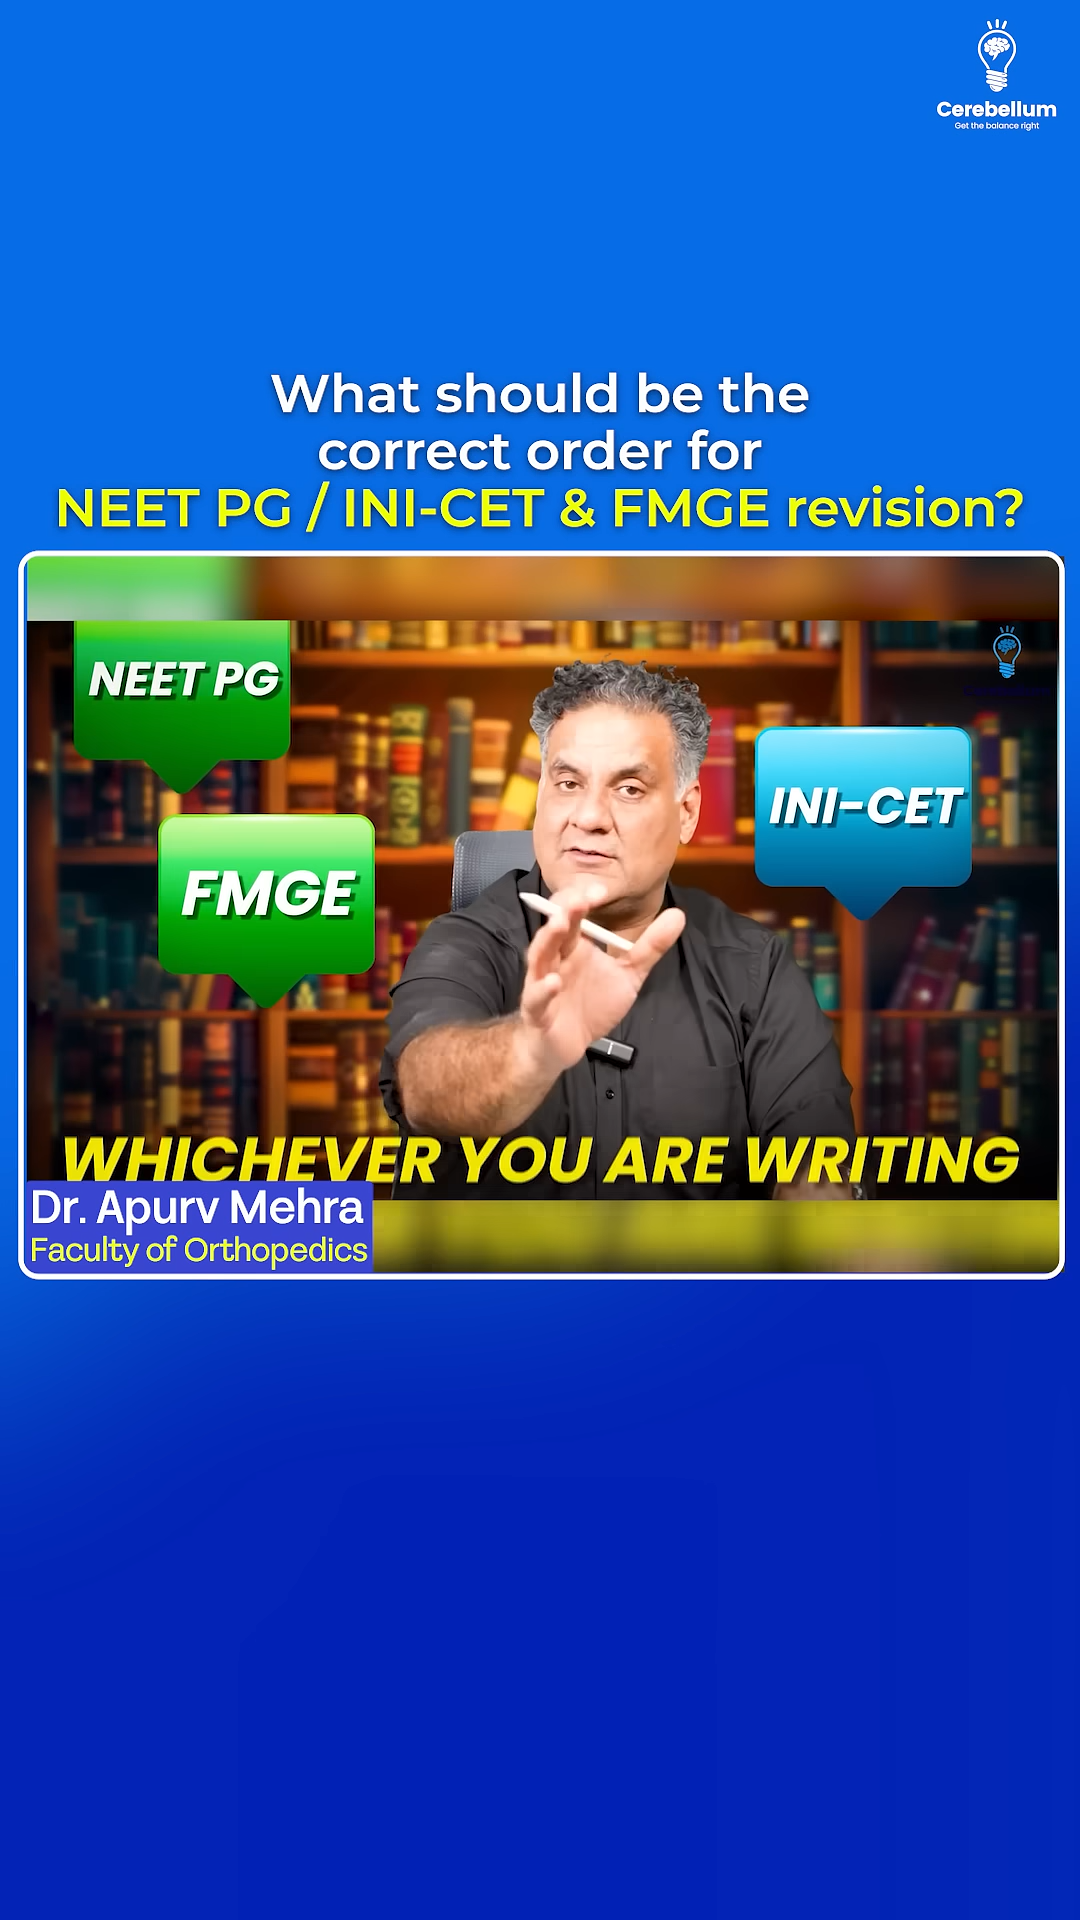 Cerebellum
Get the balance right
What should be the
correct order for
NEET PG / INI-CET & FMGE revision?
NEET PG
INI-CET
FMGE
WHICHEVER YOU ARE WRITING
Dr. Apurv Mehra
Faculty of Orthopedics